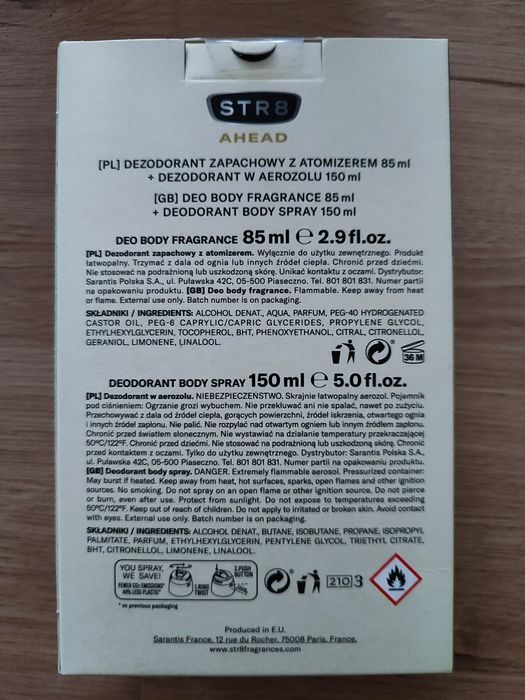 STR8
AHEAD
[PL] DEZODORANT ZAPACHOWY Z ATOMIZEREM 85 ml
+ DEZODORANT W AEROZOLU 150 ml
[GB] DEO BODY FRAGRANCE 85 ml
+ DEODORANT BODY SPRAY 150 ml
DEO BODY FRAGRANCE 85 ml ℮ 2.9 fl.oz.
[PL] Dezodorant zapachowy z atomizerem. Wyłącznie do użytku zewnętrznego. Produkt
łatwopalny. Trzymać z dala od ognia lub innych źródeł ciepła. Chronić przed dziećmi.
Nie stosować na podrażnioną lub uszkodzoną skórę. Unikać kontaktu z oczami. Dystrybutor:
Sarantis Polska S.A., ul. Puławska 42C, 05-500 Piaseczno. Tel. 801 801 831. Numer partii
na opakowaniu produktu. [GB] Deo body fragrance. Flammable. Keep away from heat
or flame. External use only. Batch number is on packaging.
SKŁADNIKI / INGREDIENTS: ALCOHOL DENAT., AQUA, PARFUM, PEG-40 HYDROGENATED
CASTOR OIL, PEG-6 CAPRYLIC/CAPRIC GLYCERIDES, PROPYLENE GLYCOL,
ETHYLHEXYLGLYCERIN, TOCOPHEROL, BHT, PHENOXYETHANOL, CITRAL, CITRONELLOL,
GERANIOL, LIMONENE, LINALOOL.
36 M
DEODORANT BODY SPRAY 150 ml ℮ 5.0 fl.oz.
[PL] Dezodorant w aerozolu. NIEBEZPIECZEŃSTWO. Skrajnie łatwopalny aerozol. Pojemnik
pod ciśnieniem: Ogrzanie grozi wybuchem. Nie przekłuwać ani nie spalać, nawet po zużyciu.
Przechowywać z dala od źródeł ciepła, gorących powierzchni, źródeł iskrzenia, otwartego ognia
i innych źródeł zapłonu. Nie palić. Nie rozpylać nad otwartym ogniem lub innym źródłem zapłonu.
Chronić przed światłem słonecznym. Nie wystawiać na działanie temperatury przekraczającej
50°C/122°F. Chronić przed dziećmi. Nie stosować na podrażnioną lub uszkodzoną skórę. Chronić
przed kontaktem z oczami. Tylko do użytku zewnętrznego. Dystrybutor: Sarantis Polska S.A.,
ul. Puławska 42C, 05-500 Piaseczno. Tel. 801 801 831. Numer partii na opakowaniu produktu.
[GB] Deodorant body spray. DANGER. Extremely flammable aerosol. Pressurized container:
May burst if heated. Keep away from heat, hot surfaces, sparks, open flames and other ignition
sources. No smoking. Do not spray on an open flame or other ignition source. Do not pierce
or burn, even after use. Protect from sunlight. Do not expose to temperatures exceeding
50°C/122°F. Keep out of reach of children. Do not apply to irritated or broken skin. Avoid contact
with eyes. External use only. Batch number is on packaging.
SKŁADNIKI / INGREDIENTS: ALCOHOL DENAT., BUTANE, ISOBUTANE, PROPANE, ISOPROPYL
PALMITATE, PARFUM, ETHYLHEXYLGLYCERIN, PENTYLENE GLYCOL, TRIETHYL CITRATE,
BHT, CITRONELLOL, LIMONENE, LINALOOL.
YOU SPRAY,
WE SAVE!
FEWER CO₂ EMISSIONS*
48% LESS PLASTIC*
1.RING TWIST
2.PUSH BUTTON
210 3
* vs previous packaging
Produced in E.U.
Sarantis France, 12 rue du Rocher, 75008 Paris, France.
www.str8fragrances.com